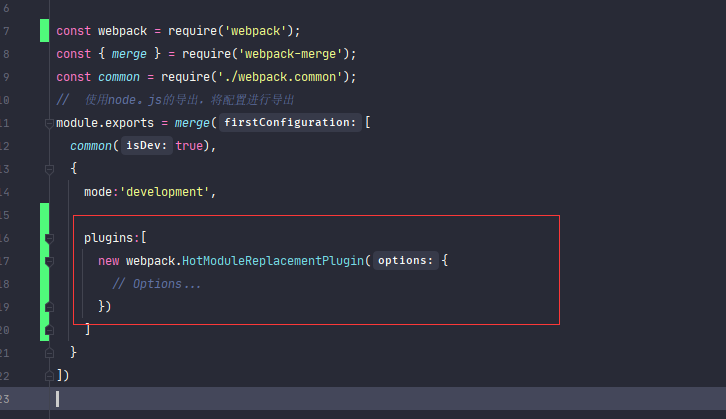 6
7 const webpack = require('webpack');
8 const { merge } = require('webpack-merge');
9 const common = require('./webpack.common');
10 //  使用node。js的导出，将配置进行导出
11 module.exports = merge( firstConfiguration: [
12 common( isDev: true),
13 {
14 mode:'development',
15
16 plugins:[
17 new webpack.HotModuleReplacementPlugin( options: {
18 // Options...
19 })
20 ]
21 }
22 ])
23